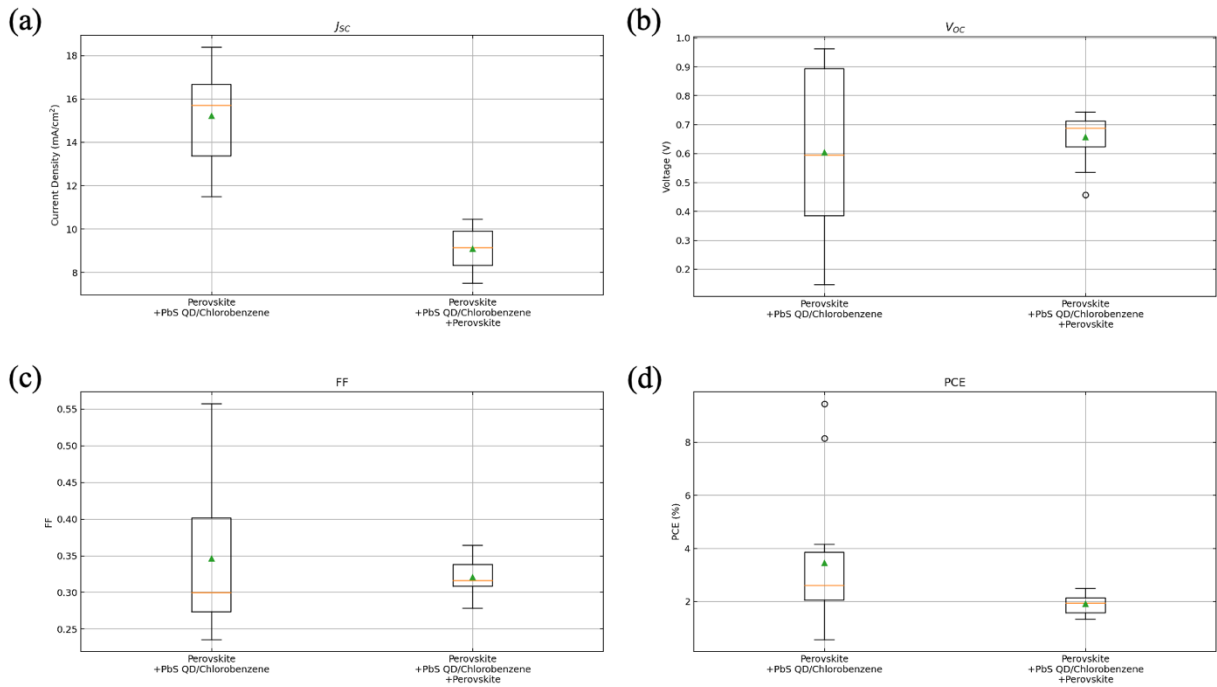 (a)
J_SC
18
16
14
12
10
8
Current Density (mA/cm²)
Perovskite
+PbS QD/Chlorobenzene
Perovskite
+PbS QD/Chlorobenzene
+Perovskite
(b)
V_OC
1.0
0.9
0.8
0.7
0.6
0.5
0.4
0.3
0.2
Voltage (V)
Perovskite
+PbS QD/Chlorobenzene
Perovskite
+PbS QD/Chlorobenzene
+Perovskite
(c)
FF
0.55
0.50
0.45
0.40
0.35
0.30
0.25
FF
Perovskite
+PbS QD/Chlorobenzene
Perovskite
+PbS QD/Chlorobenzene
+Perovskite
(d)
PCE
8
6
4
2
PCE (%)
Perovskite
+PbS QD/Chlorobenzene
Perovskite
+PbS QD/Chlorobenzene
+Perovskite